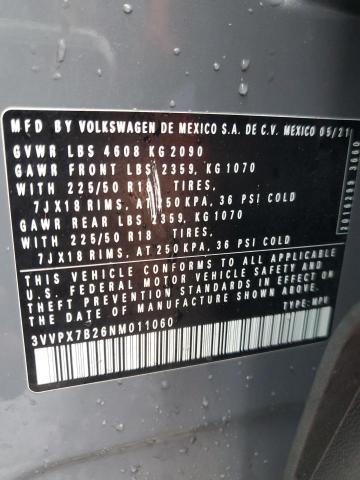 MFD BY VOLKSWAGEN DE MEXICO S.A. DE C.V. MEXICO 05/21
GVWR LBS 4608 KG2090
GAWR FRONT LBS 2359, KG1070
WITH 225/50 R18 TIRES,
7JX18 RIMS, AT 250KPA, 36 PSI COLD
GAWR REAR LBS 2359, KG1070
WITH 225/50 R18 TIRES,
7JX18 RIMS, AT 250 KPA, 36 PSI COLD
THIS VEHICLE CONFORMS TO ALL APPLICABLE
U.S. FEDERAL MOTOR VEHICLE SAFETY AND
THEFT PREVENTION STANDARDS IN EFFECT ON
THE DATE OF MANUFACTURE SHOWN ABOVE
3VVPX7B26NM011060 TYPE: MPV